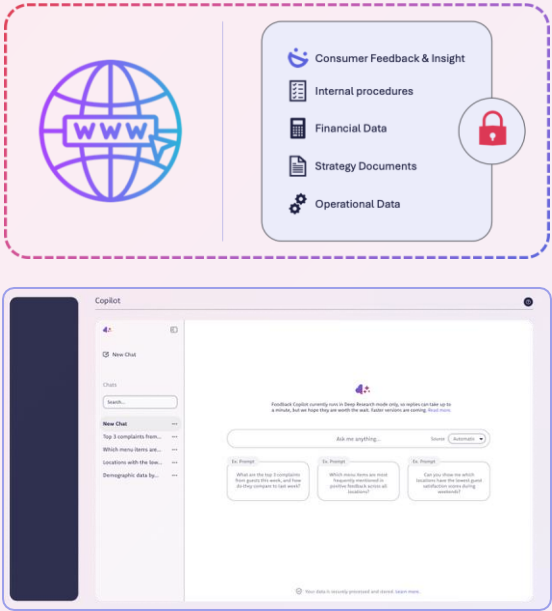 www
Consumer Feedback & Insight
Internal procedures
Financial Data
Strategy Documents
Operational Data
Copilot
New Chat
Chats
Search...
New Chat
Top 3 complaints from...
Which menu items are...
Locations with the low...
Demographic data by...
Feedback Copilot currently runs in Deep Research mode only, so replies can take up to
a minute, but we hope they are worth the wait. Faster versions are coming. Read more.
Ask me anything...
Source
Automatic
Ex. Prompt
What are the top 3 complaints
from guests this week, and how
do they compare to last week?
Ex. Prompt
Which menu items are most
frequently mentioned in
positive feedback across all
locations?
Ex. Prompt
Can you show me which
locations have the lowest guest
satisfaction scores during
weekends?
Your data is securely processed and stored. Learn more.